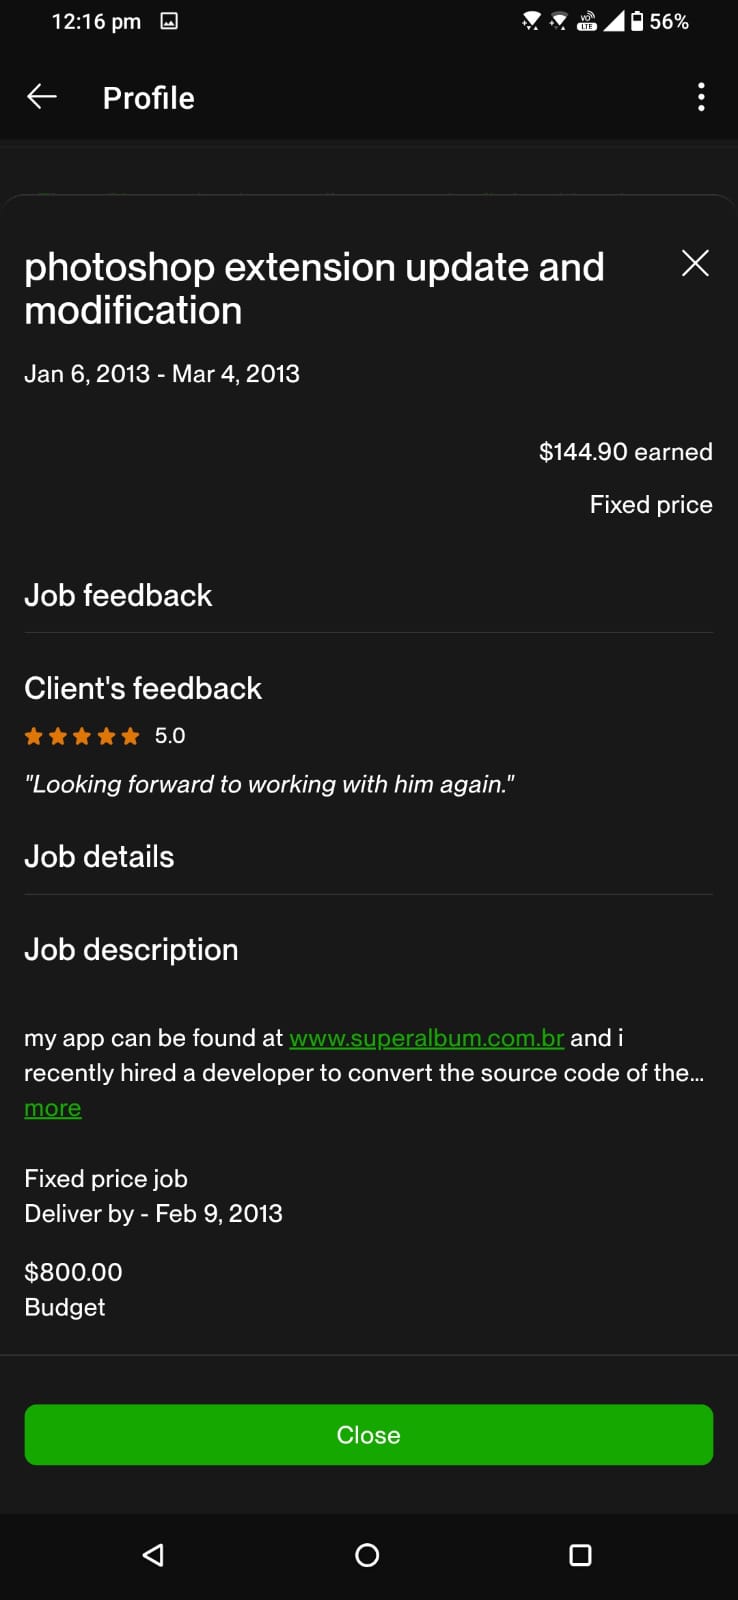 12:16 pm
VO LTE 56%
Profile
photoshop extension update and
modification
Jan 6, 2013 - Mar 4, 2013
$144.90 earned
Fixed price
Job feedback
Client's feedback
5.0
"Looking forward to working with him again."
Job details
Job description
my app can be found at www.superalbum.com.br and i
recently hired a developer to convert the source code of the...
more
Fixed price job
Deliver by - Feb 9, 2013
$800.00
Budget
Close